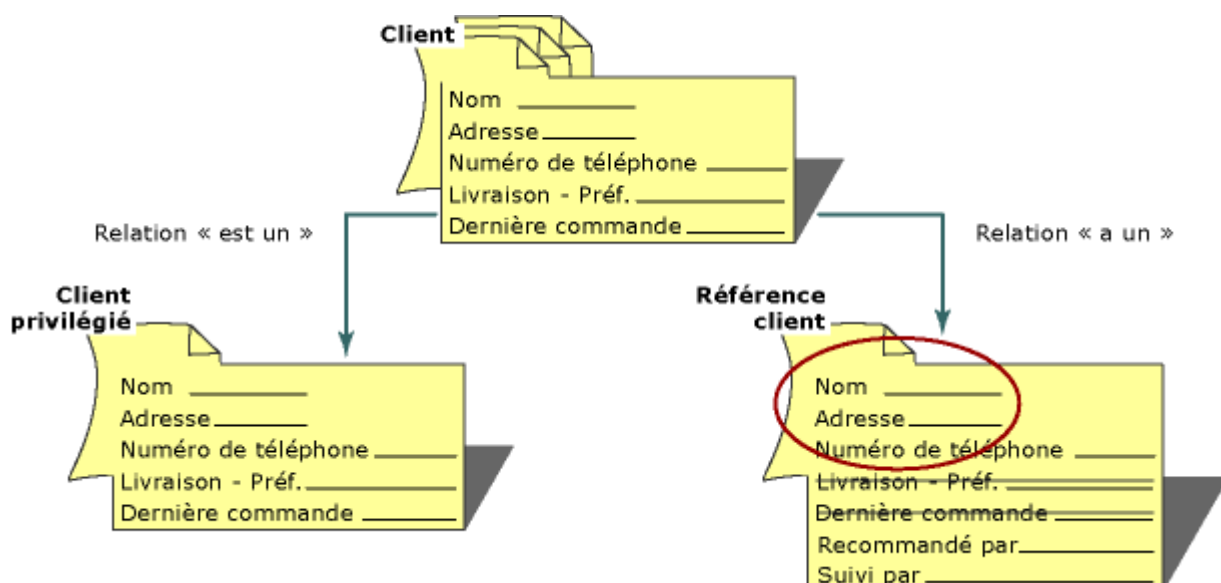 Client
Nom
Adresse
Numéro de téléphone
Livraison - Préf.
Dernière commande
Relation « est un »
Relation « a un »
Client
privilégié
Nom
Adresse
Numéro de téléphone
Livraison - Préf.
Dernière commande
Référence
client
Nom
Adresse
Numéro de téléphone
Livraison - Préf.
Dernière commande
Recommandé par
Suivi par